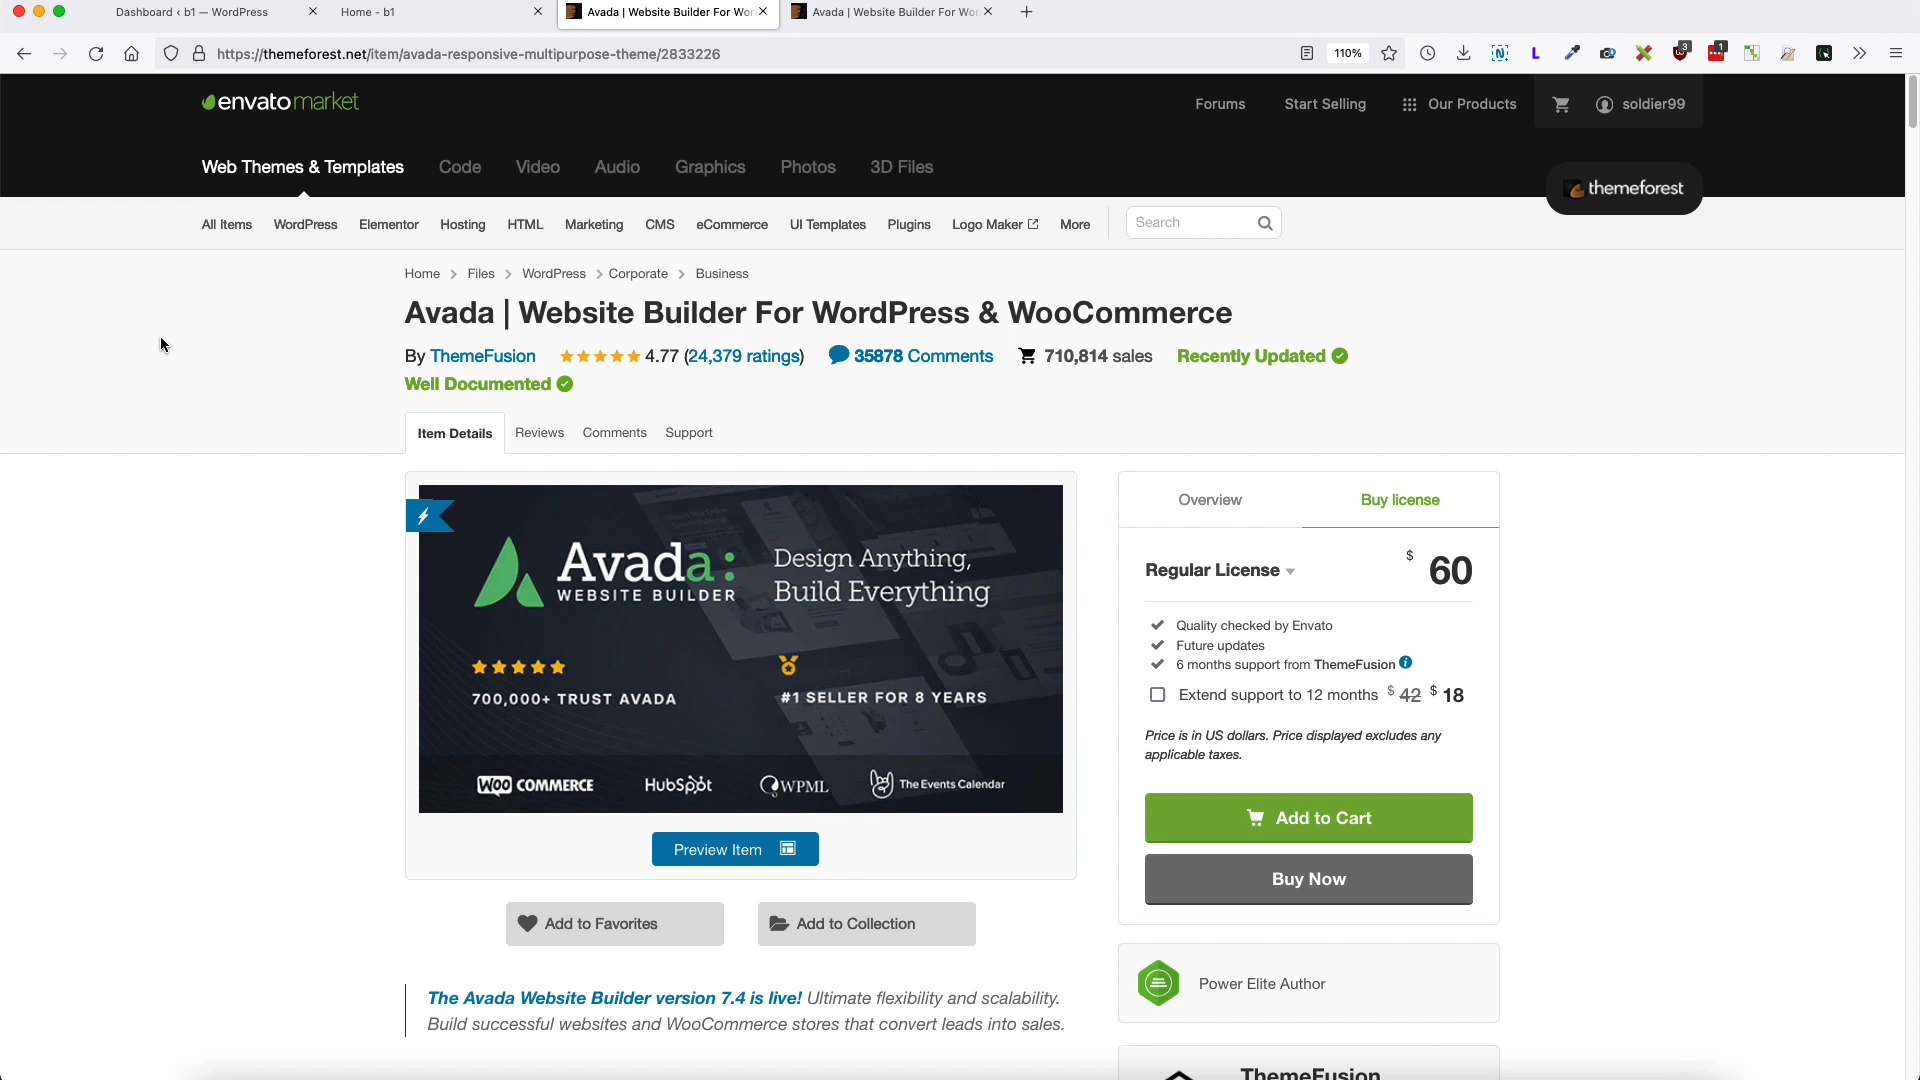 Dashboard ‹ b1 — WordPress
Home - b1
Avada | Website Builder For Wor
Avada | Website Builder For Wor
https://themeforest.net/item/avada-responsive-multipurpose-theme/2833226
110%
L
3
1
envatomarket
Forums
Start Selling
Our Products
soldier99
Web Themes & Templates
Code
Video
Audio
Graphics
Photos
3D Files
themeforest
All Items
WordPress
Elementor
Hosting
HTML
Marketing
CMS
eCommerce
UI Templates
Plugins
Logo Maker
More
Search
Home
Files
WordPress
Corporate
Business
Avada | Website Builder For WordPress & WooCommerce
By ThemeFusion
4.77 (24,379 ratings)
35878 Comments
710,814 sales
Recently Updated
Well Documented
Item Details
Reviews
Comments
Support
Avada:
WEBSITE BUILDER
Design Anything,
Build Everything
700,000+ TRUST AVADA
#1 SELLER FOR 8 YEARS
WOO COMMERCE
HubSpot
WPML
The Events Calendar
Preview Item
Add to Favorites
Add to Collection
The Avada Website Builder version 7.4 is live! Ultimate flexibility and scalability.
Build successful websites and WooCommerce stores that convert leads into sales.
Overview
Buy license
Regular License
$ 60
Quality checked by Envato
Future updates
6 months support from ThemeFusion
Extend support to 12 months $ 42 $ 18
Price is in US dollars. Price displayed excludes any
applicable taxes.
Add to Cart
Buy Now
Power Elite Author
ThemeFusion